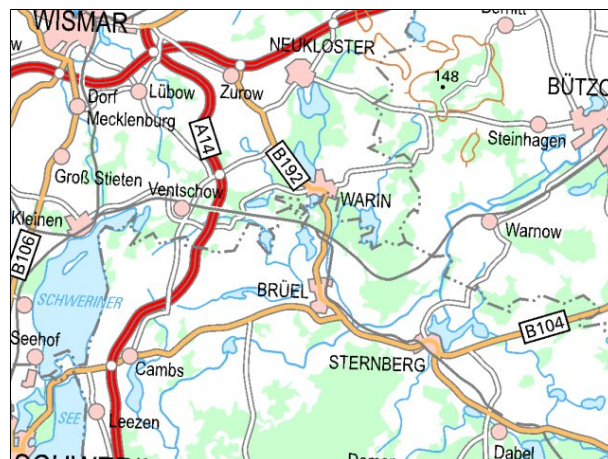 WISMAR
NEUKLOSTER
148
BÜTZO
Lübow
Zurow
Dorf
Mecklenburg
A14
Steinhagen
Groß Stieten
B192
Ventschow
WARIN
Kleinen
Warnow
B106
BRÜEL
SCHWERINER
B104
Seehof
STERNBERG
Cambs
SEE
Leezen
Dabel